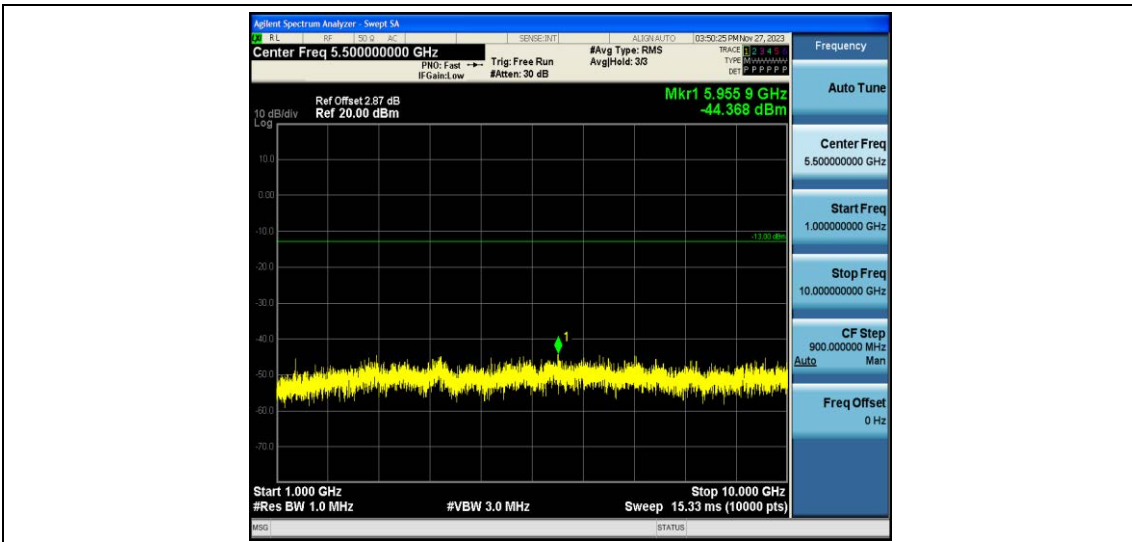 Agilent Spectrum Analyzer - Swept SA
RL RF 50 Ω AC SENSE:INT ALIGN AUTO 03:50:25 PM Nov 27, 2023
Center Freq 5.500000000 GHz
PNO: Fast
IFGain:Low
Trig: Free Run
#Atten: 30 dB
#Avg Type: RMS
Avg|Hold: 3/3
TRACE 1 2 3 4 5 6
TYPE M
DET P P P P P P
Mkr1 5.955 9 GHz
-44.368 dBm
Ref Offset 2.87 dB
10 dB/div Ref 20.00 dBm
Log
10.0
0.00
-10.0
-13.00 dBm
-20.0
-30.0
-40.0
1
-50.0
-60.0
-70.0
Start 1.000 GHz Stop 10.000 GHz
#Res BW 1.0 MHz #VBW 3.0 MHz Sweep 15.33 ms (10000 pts)
MSG STATUS
Frequency
Auto Tune
Center Freq
5.500000000 GHz
Start Freq
1.000000000 GHz
Stop Freq
10.000000000 GHz
CF Step
900.000000 MHz
Auto Man
Freq Offset
0 Hz